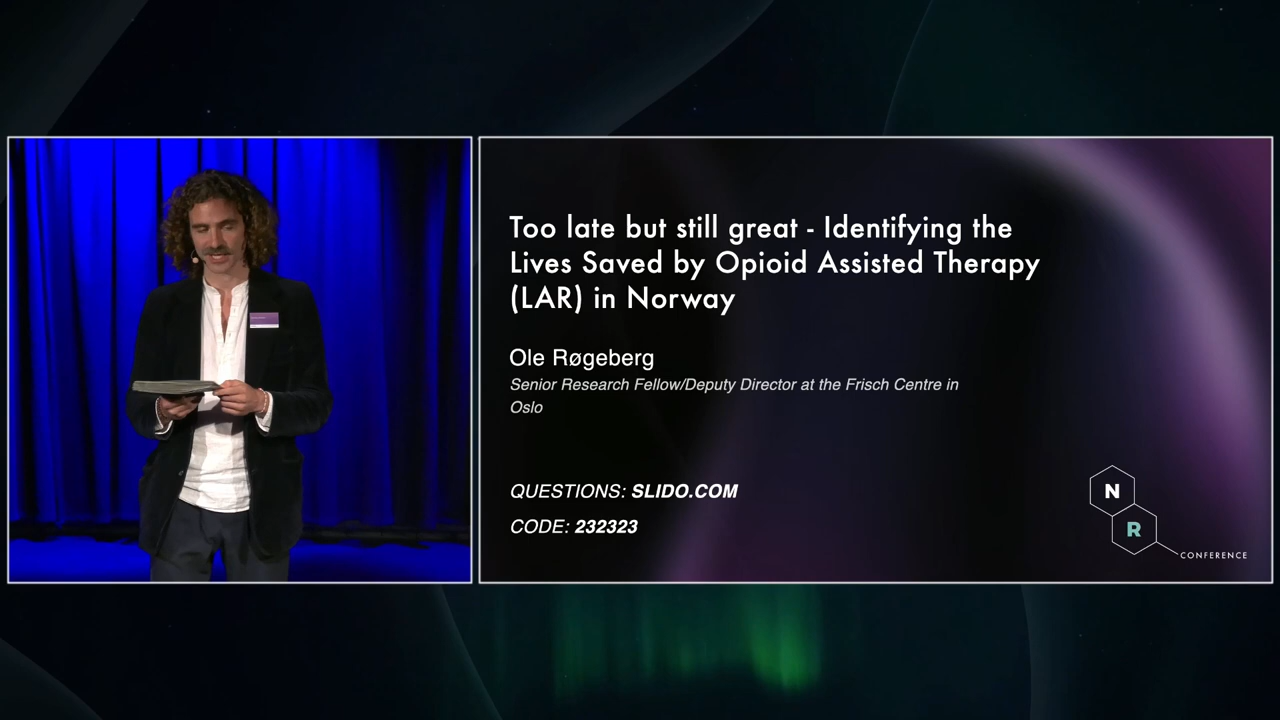 Too late but still great - Identifying the
Lives Saved by Opioid Assisted Therapy
(LAR) in Norway
Ole Røgeberg
Senior Research Fellow/Deputy Director at the Frisch Centre in
Oslo
QUESTIONS: SLIDO.COM
CODE: 232323
N
R
CONFERENCE